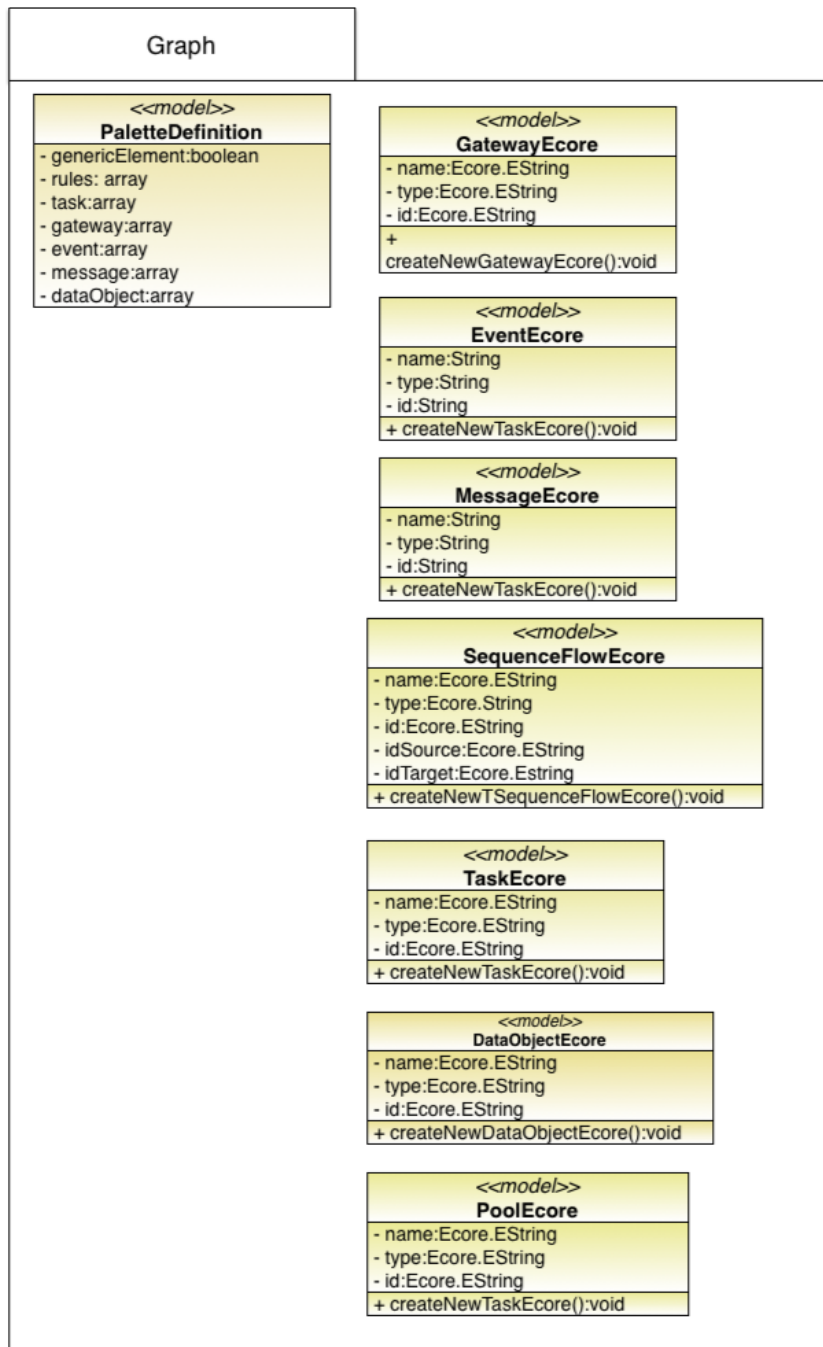 Graph
<<model>>
PaletteDefinition
- genericElement:boolean
- rules: array
- task:array
- gateway:array
- event:array
- message:array
- dataObject:array
<<model>>
GatewayEcore
- name:Ecore.EString
- type:Ecore.EString
- id:Ecore.EString
+
createNewGatewayEcore():void
<<model>>
EventEcore
- name:String
- type:String
- id:String
+ createNewTaskEcore():void
<<model>>
MessageEcore
- name:String
- type:String
- id:String
+ createNewTaskEcore():void
<<model>>
SequenceFlowEcore
- name:Ecore.EString
- type:Ecore.String
- id:Ecore.EString
- idSource:Ecore.EString
- idTarget:Ecore.Estring
+ createNewTSequenceFlowEcore():void
<<model>>
TaskEcore
- name:Ecore.EString
- type:Ecore.EString
- id:Ecore.EString
+ createNewTaskEcore():void
<<model>>
DataObjectEcore
- name:Ecore.EString
- type:Ecore.EString
- id:Ecore.EString
+ createNewDataObjectEcore():void
<<model>>
PoolEcore
- name:Ecore.EString
- type:Ecore.EString
- id:Ecore.EString
+ createNewTaskEcore():void